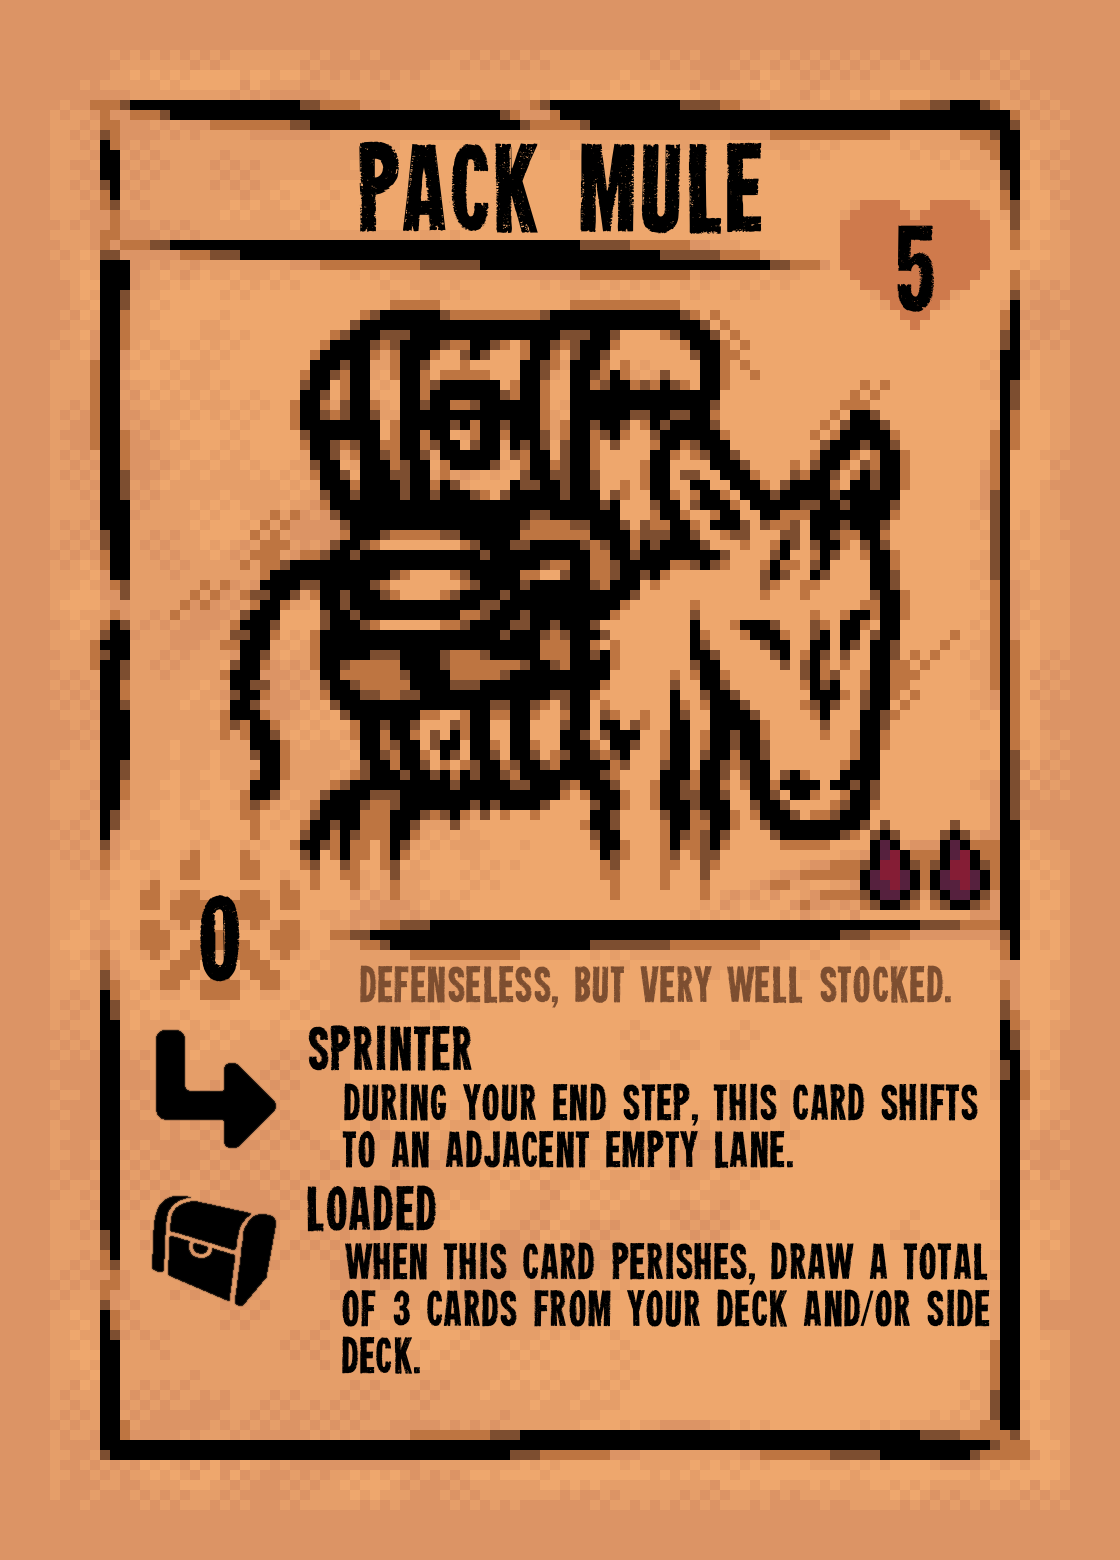 PACK MULE
5
0
DEFENSELESS, BUT VERY WELL STOCKED.
SPRINTER
DURING YOUR END STEP, THIS CARD SHIFTS
TO AN ADJACENT EMPTY LANE.
LOADED
WHEN THIS CARD PERISHES, DRAW A TOTAL
OF 3 CARDS FROM YOUR DECK AND/OR SIDE
DECK.